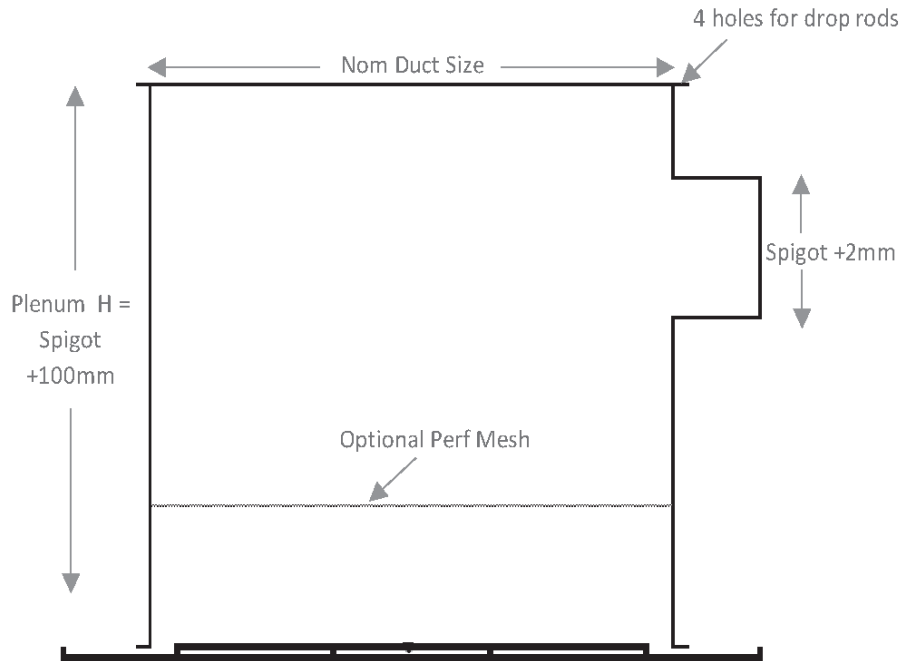 4 holes for drop rods
Nom Duct Size
Spigot +2mm
Plenum H =
Spigot
+100mm
Optional Perf Mesh